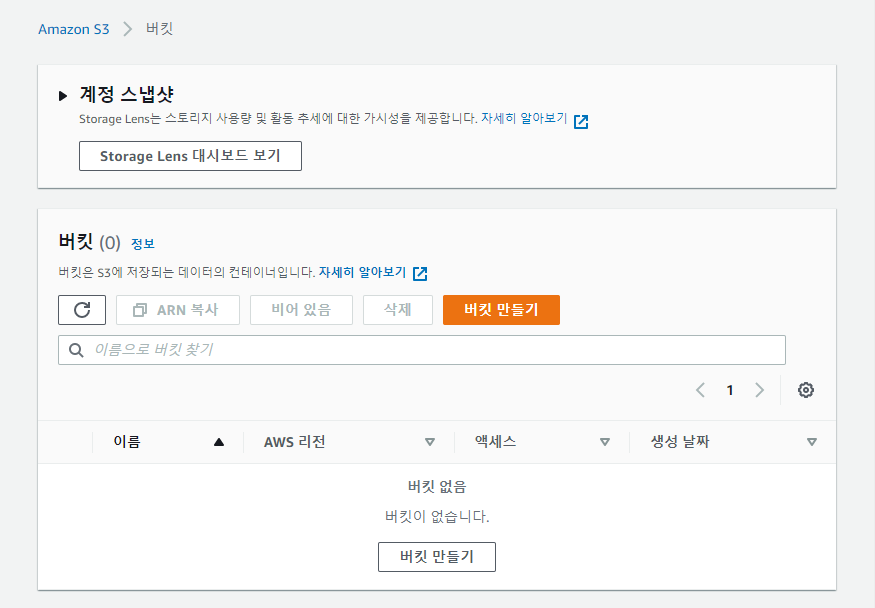 Amazon S3 > 버킷
계정 스냅샷
Storage Lens는 스토리지 사용량 및 활동 추세에 대한 가시성을 제공합니다. 자세히 알아보기
Storage Lens 대시보드 보기
버킷 (0) 정보
버킷은 S3에 저장되는 데이터의 컨테이너입니다. 자세히 알아보기
ARN 복사 비어 있음 삭제 버킷 만들기
이름으로 버킷 찾기
1
이름 AWS 리전 액세스 생성 날짜
버킷 없음
버킷이 없습니다.
버킷 만들기